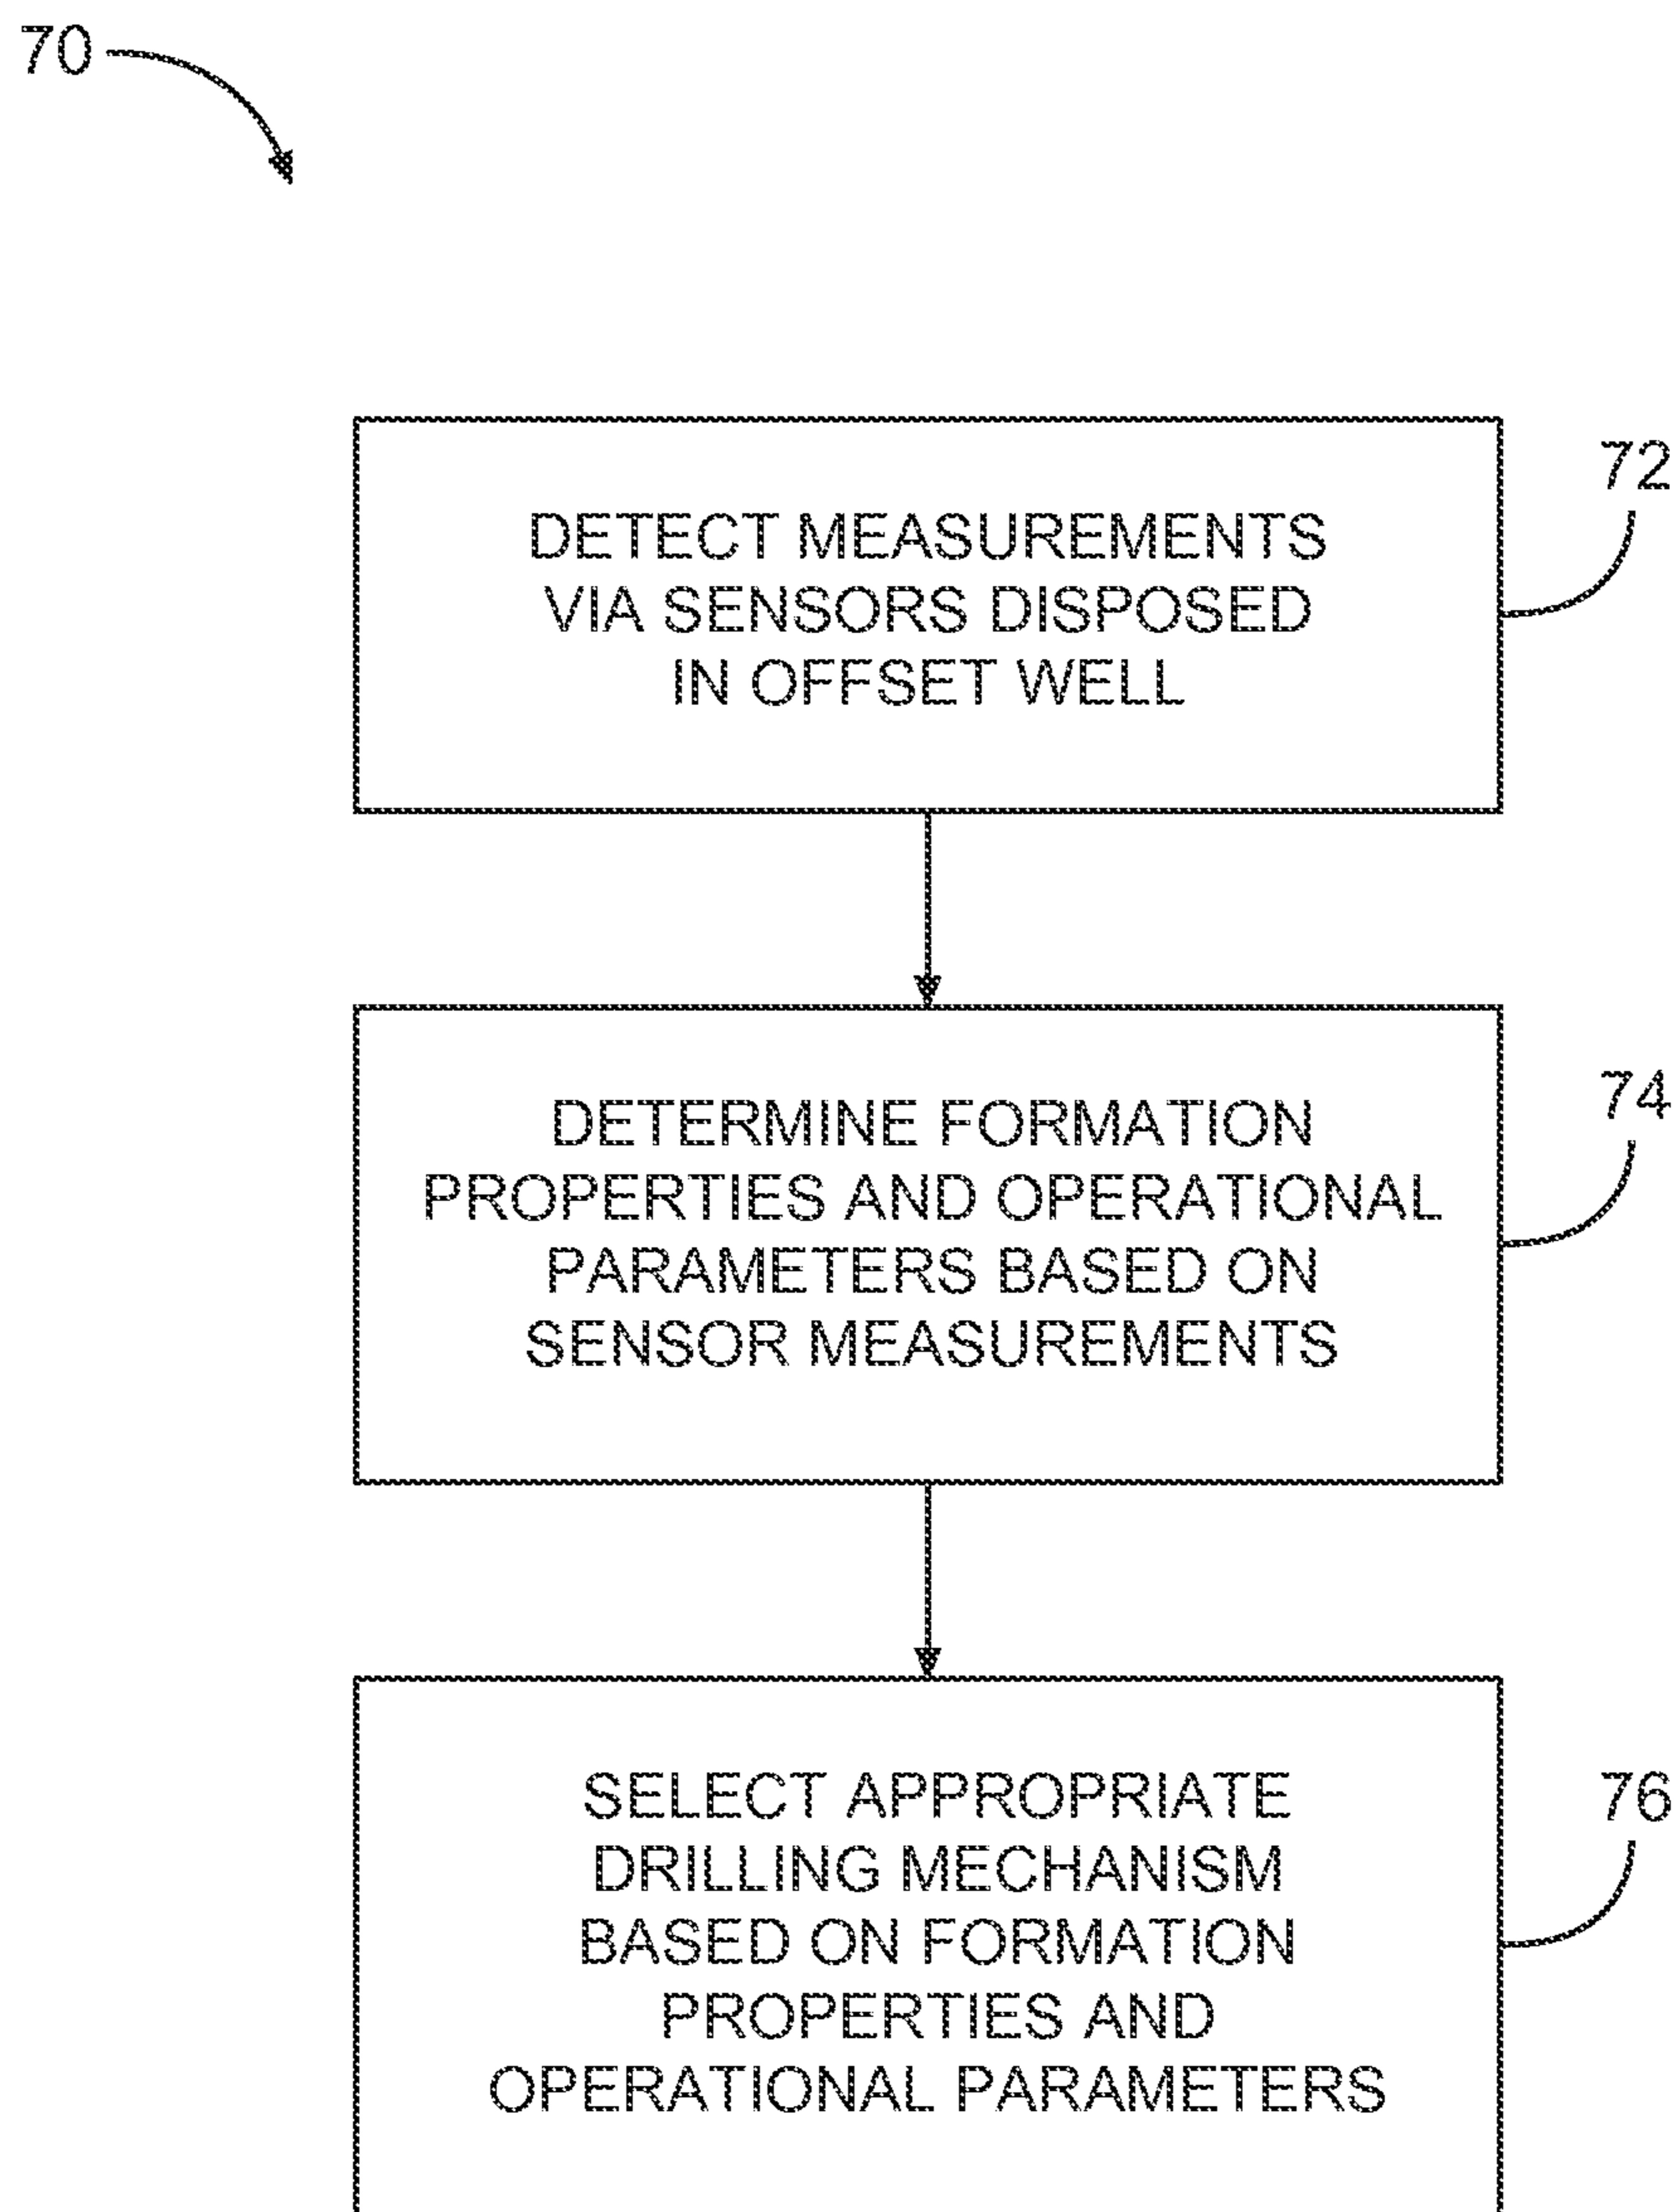 70
DETECT MEASUREMENTS
VIA SENSORS DISPOSED
IN OFFSET WELL
72
DETERMINE FORMATION
PROPERTIES AND OPERATIONAL
PARAMETERS BASED ON
SENSOR MEASUREMENTS
74
SELECT APPROPRIATE
DRILLING MECHANISM
BASED ON FORMATION
PROPERTIES AND
OPERATIONAL PARAMETERS
76